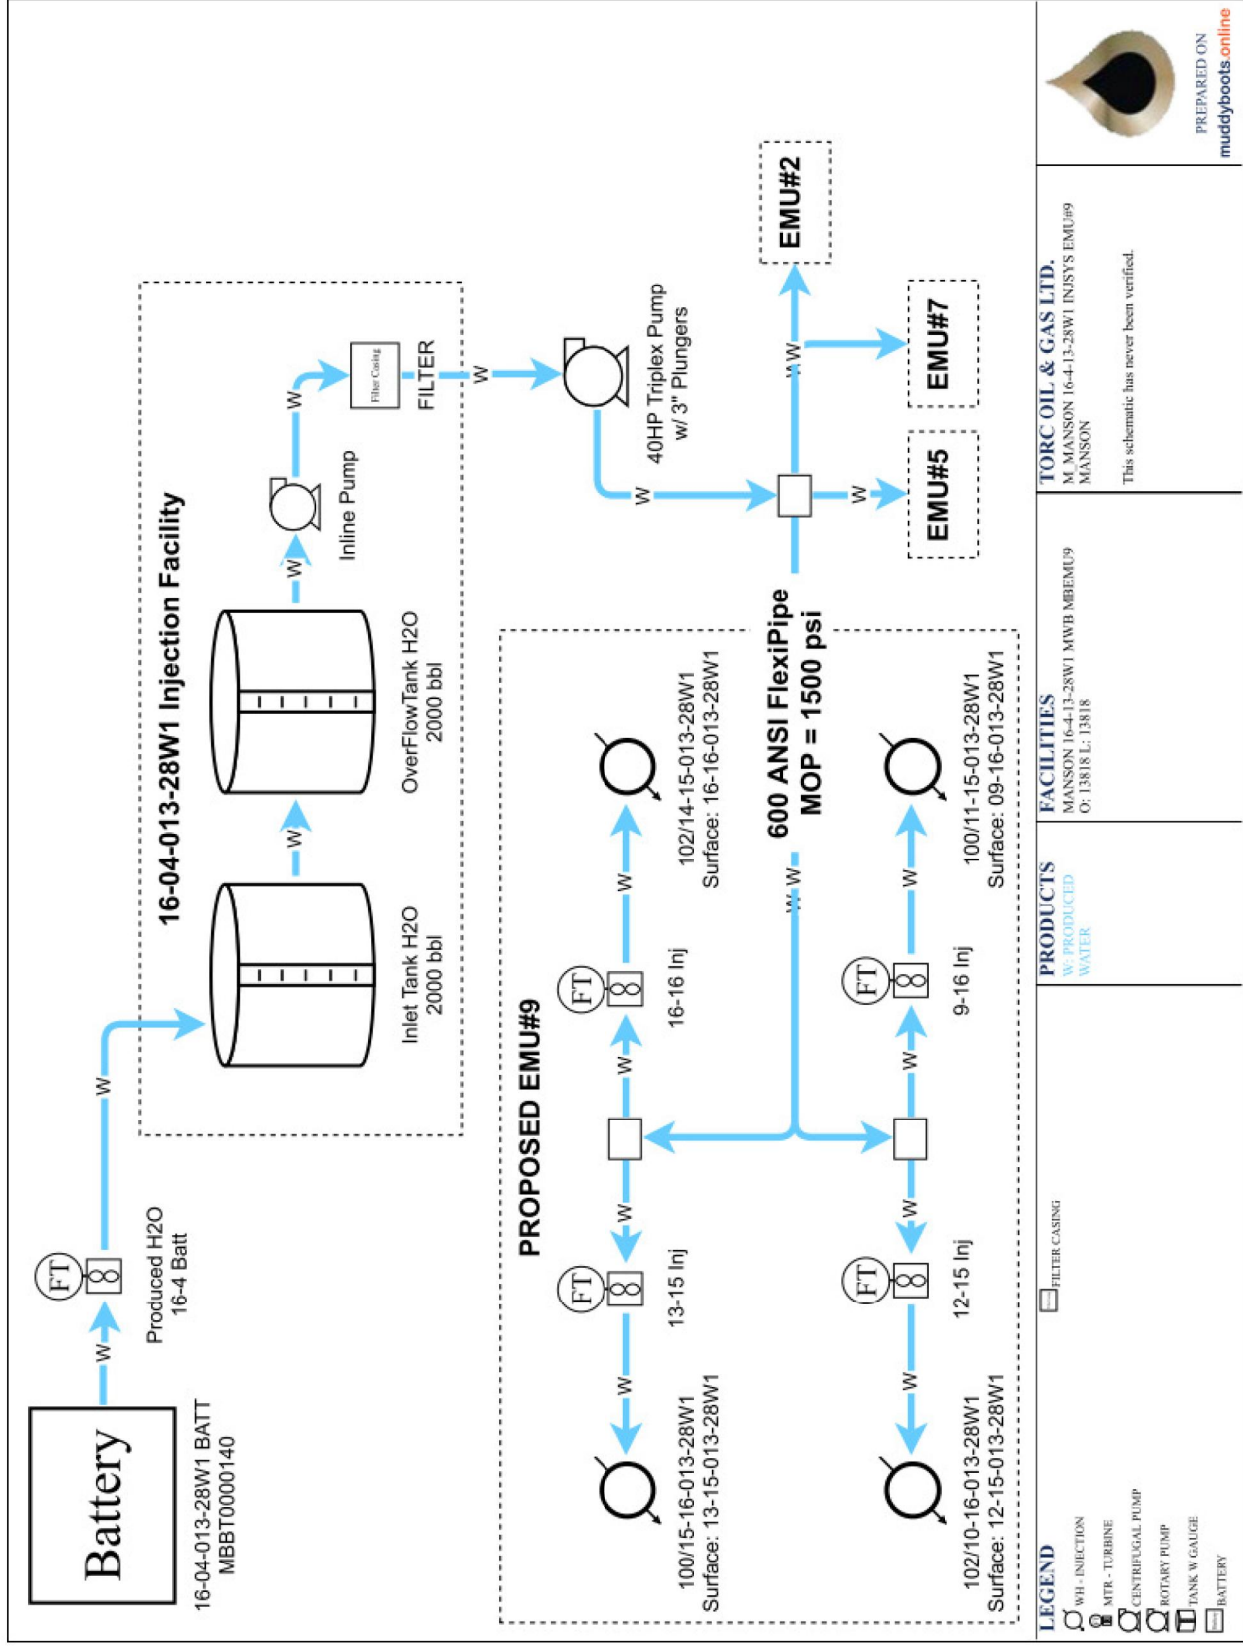 Battery
16-04-013-28W1 BATT
MBBT0000140
W
FT
Produced H2O
16-4 Batt
W
16-04-013-28W1 Injection Facility
Inlet Tank H2O
2000 bbl
W
OverFlowTank H2O
2000 bbl
W
Inline Pump
W
Filter Casing
FILTER
W
40HP Triplex Pump
w/ 3" Plungers
W
EMU#2
W W
EMU#7
W
EMU#5
600 ANSI FlexiPipe
MOP = 1500 psi
W W
PROPOSED EMU#9
100/15-16-013-28W1
Surface: 13-15-013-28W1
W
FT
13-15 Inj
W
W
FT
16-16 Inj
W
102/14-15-013-28W1
Surface: 16-16-013-28W1
102/10-16-013-28W1
Surface: 12-15-013-28W1
W
FT
12-15 Inj
W
W
FT
9-16 Inj
W
100/11-15-013-28W1
Surface: 09-16-013-28W1
LEGEND
WH - INJECTION
MTR - TURBINE
CENTRIFUGAL PUMP
ROTARY PUMP
TANK W GAUGE
BATTERY
FILTER CASING
PRODUCTS
W: PRODUCED
WATER
FACILITIES
MANSON 16-4-13-28W1 MWB MBEMU9
O: 13818 L: 13818
TORC OIL & GAS LTD.
M_MANSON 16-4-13-28W1 INJSYS EMU#9
MANSON
This schematic has never been verified.
PREPARED ON
muddyboots.online